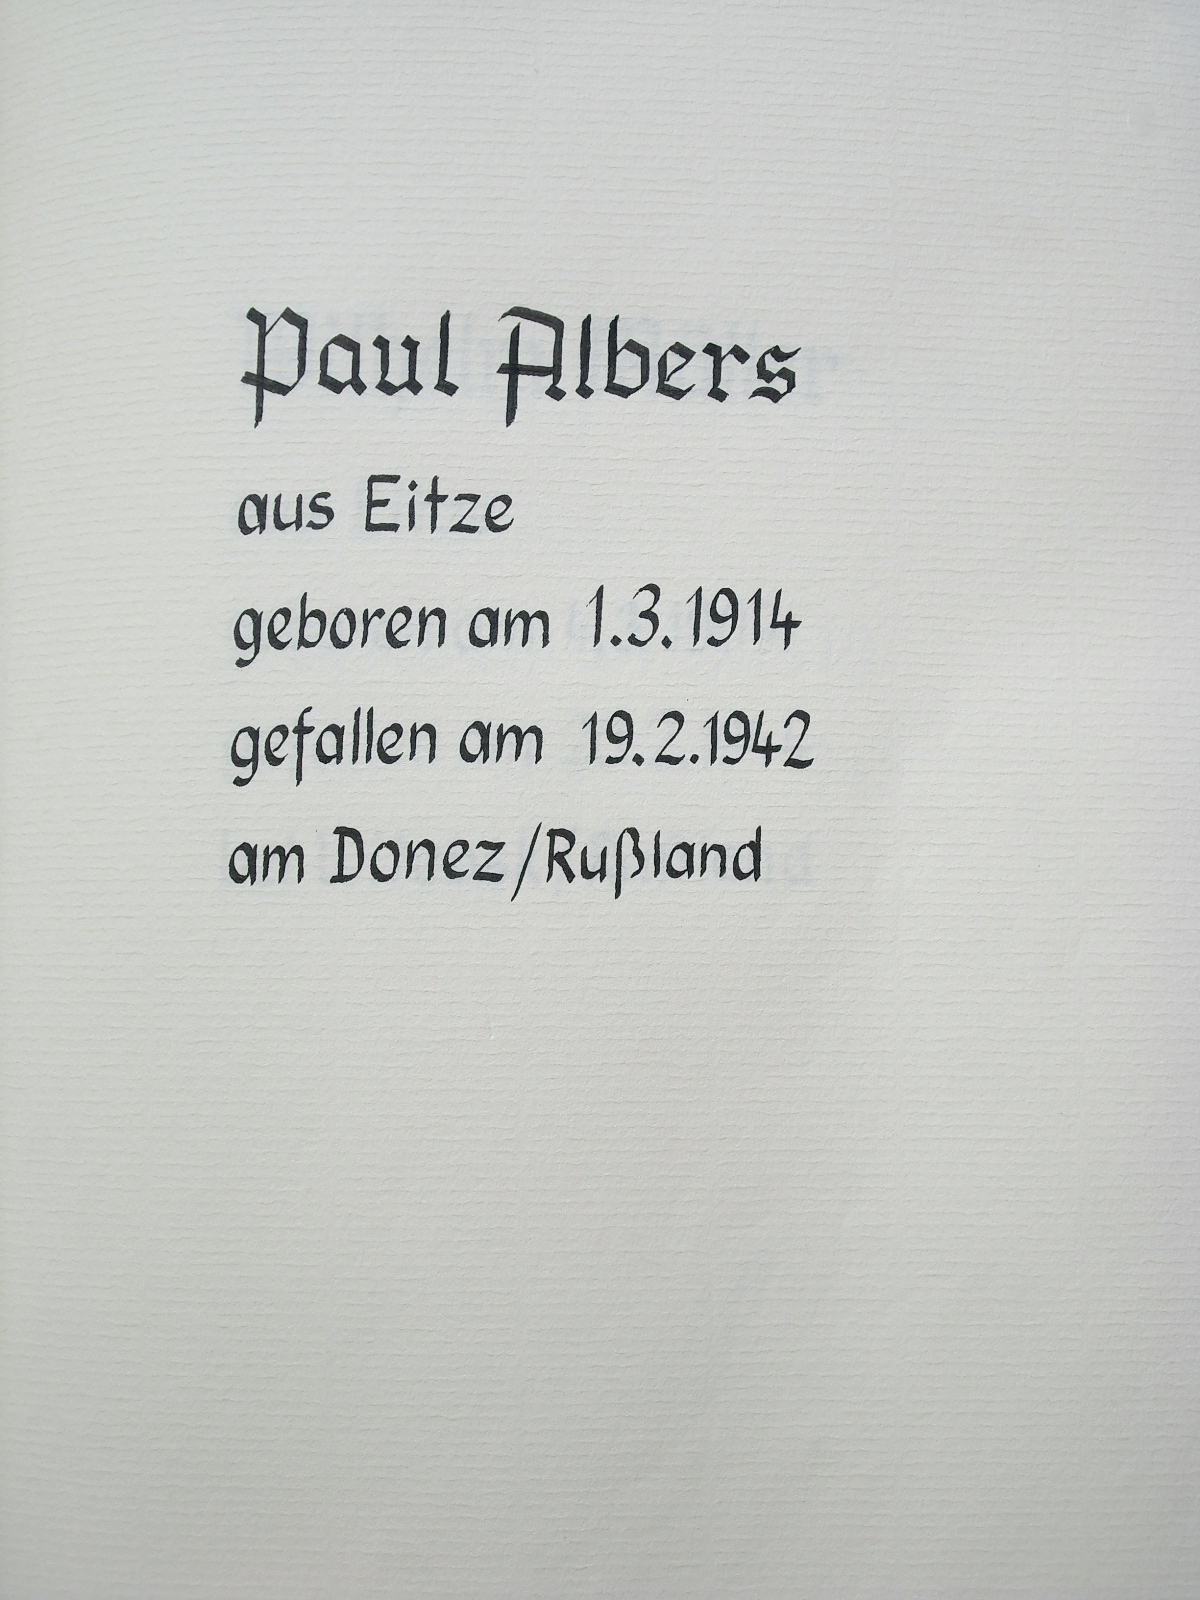 Paul Albers
aus Eitze
geboren am 1.3.1914
gefallen am 19.2.1942
am Donez/Rußland